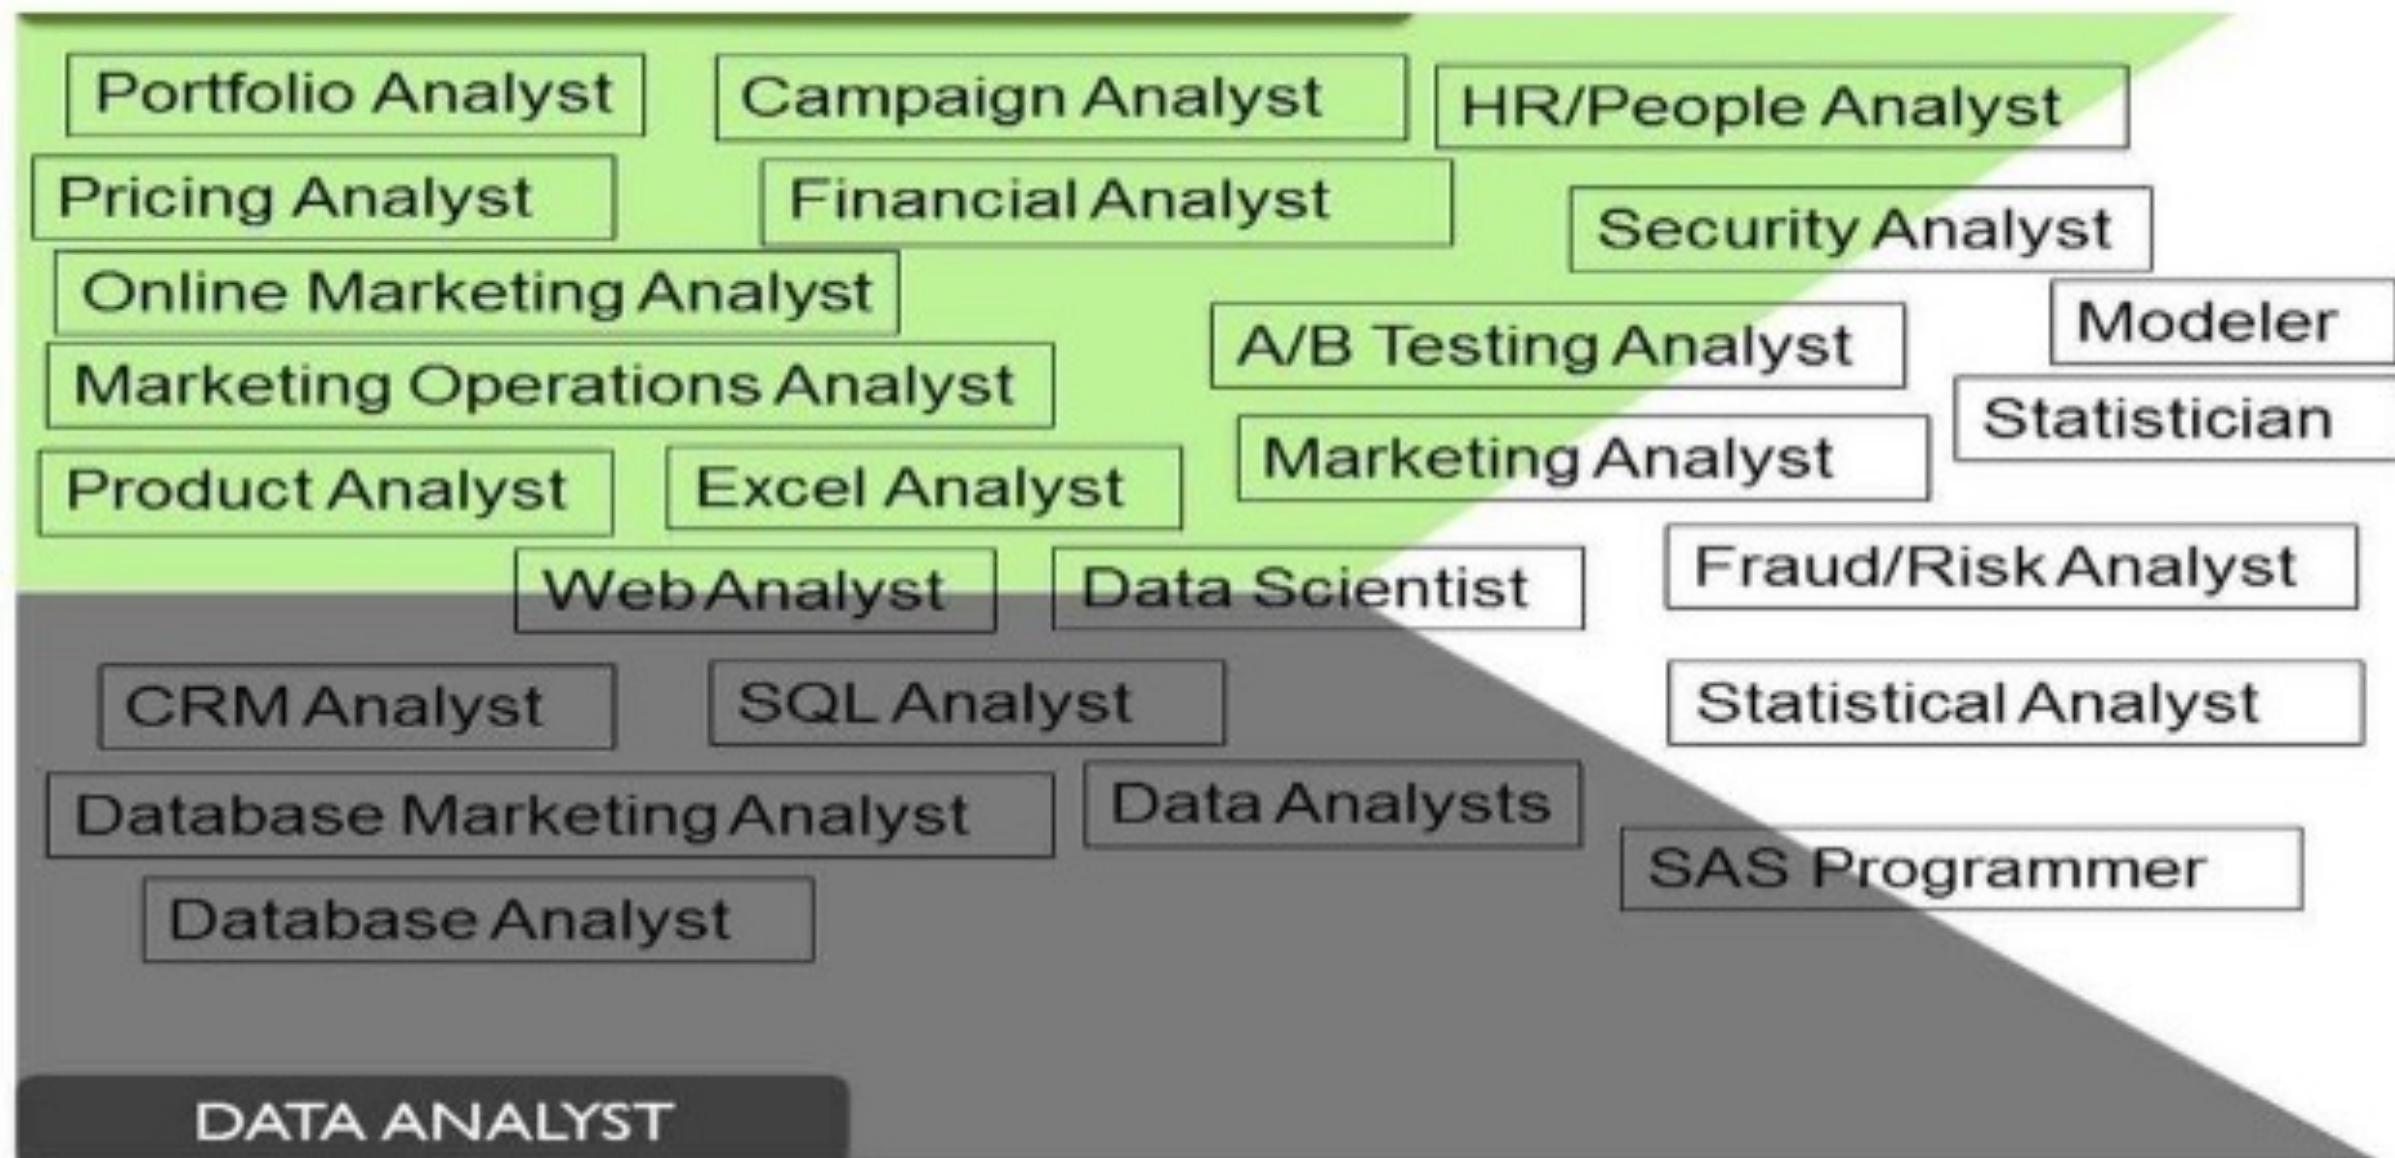 Portfolio Analyst
Campaign Analyst
HR/People Analyst
Pricing Analyst
Financial Analyst
Security Analyst
Online Marketing Analyst
A/B Testing Analyst
Modeler
Marketing Operations Analyst
Statistician
Marketing Analyst
Product Analyst
Excel Analyst
Web Analyst
Data Scientist
Fraud/Risk Analyst
CRM Analyst
SQL Analyst
Statistical Analyst
Database Marketing Analyst
Data Analysts
SAS Programmer
Database Analyst
DATA ANALYST